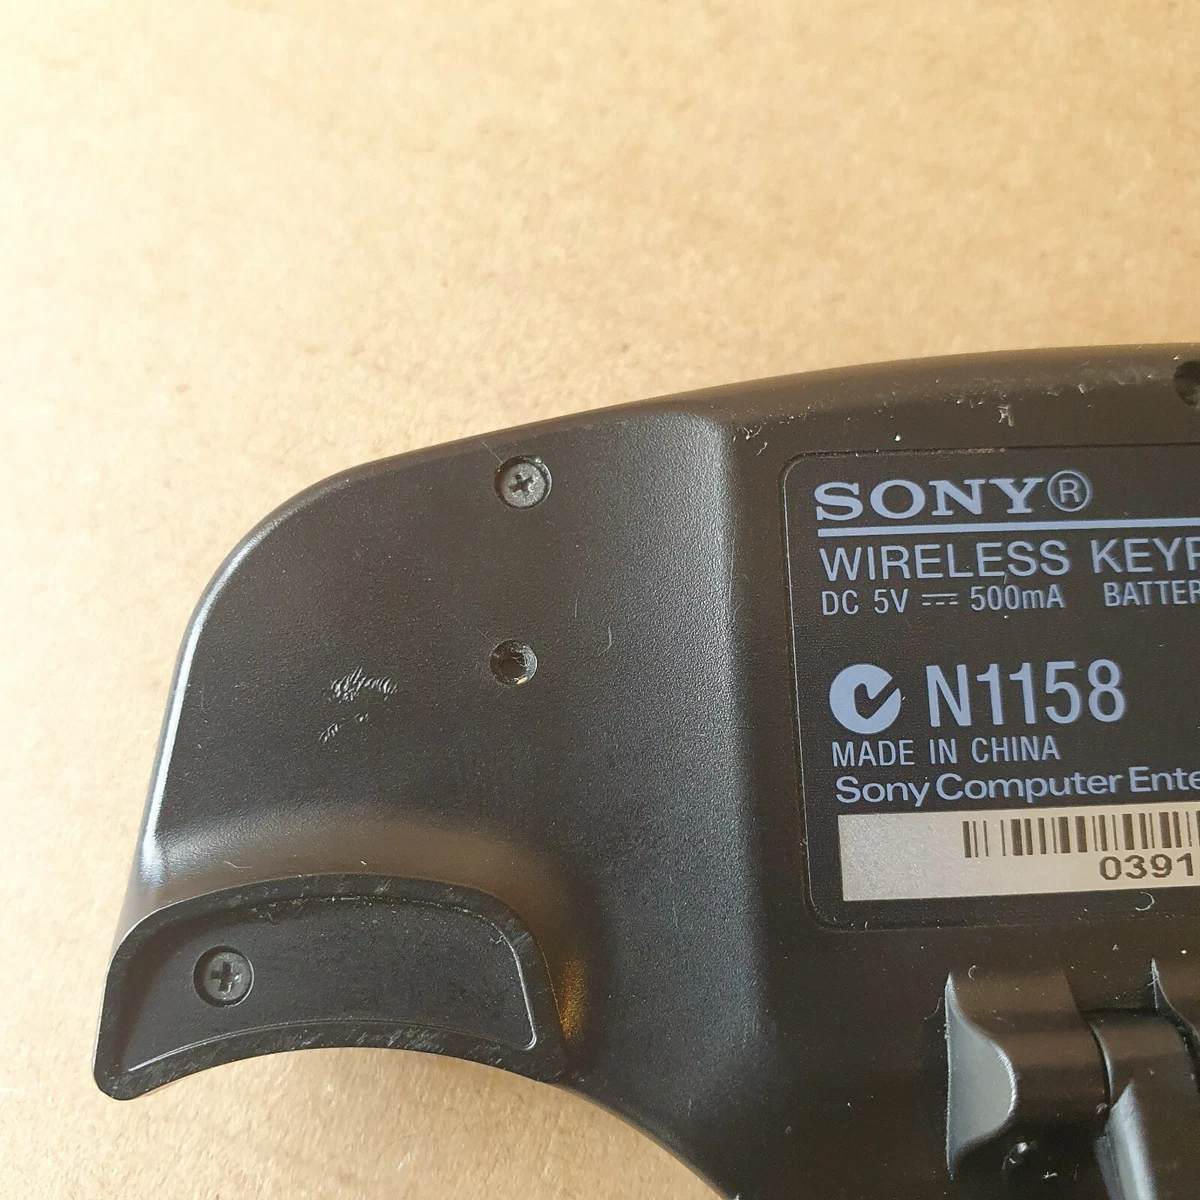 SONY®
WIRELESS KEYP
DC 5V ⎓ 500mA BATTER
N1158
MADE IN CHINA
Sony Computer Ente
0391